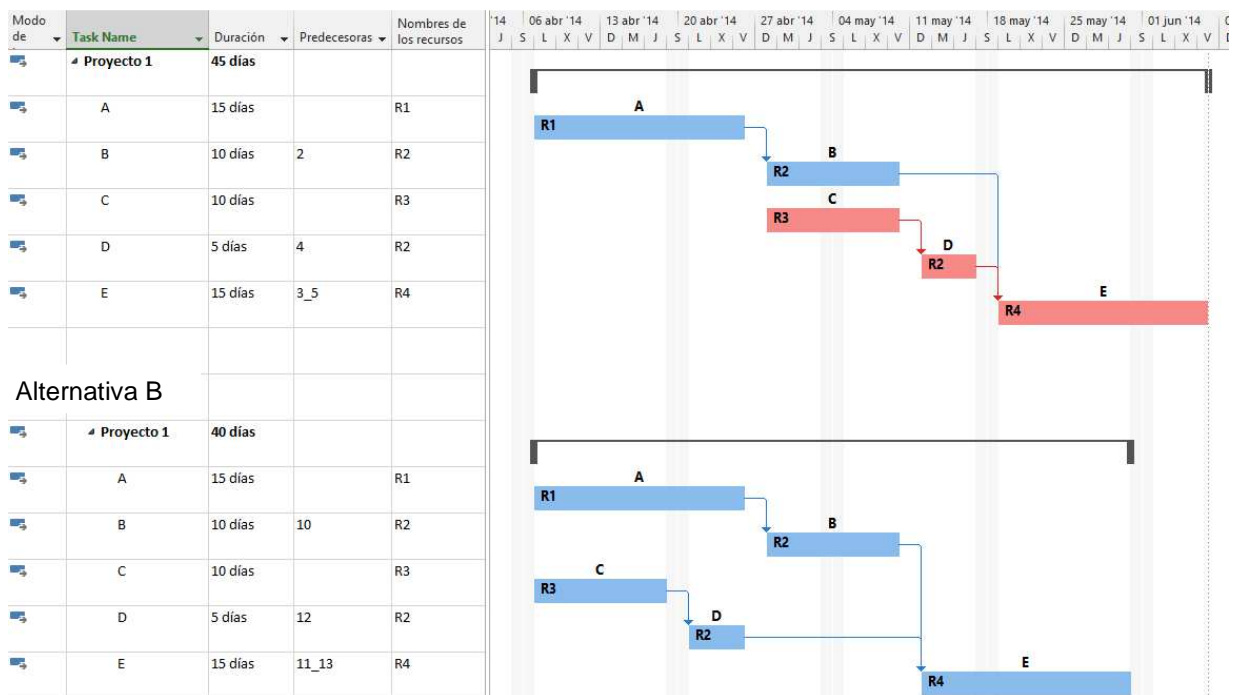 Modo de
Task Name
Duración
Predecesoras
Nombres de los recursos
'14 06 abr '14 13 abr '14 20 abr '14 27 abr '14 04 may '14 11 may '14 18 may '14 25 may '14 01 jun '14
J S L X V D M J S L X V D M J S L X V D M J S L X V D M J S L X V
Proyecto 1 45 días
A 15 días R1
R1 A
B 10 días 2 R2
R2 B
C 10 días R3
R3 C
D 5 días 4 R2
R2 D
E 15 días 3_5 R4
R4 E
Alternativa B
Proyecto 1 40 días
A 15 días R1
R1 A
B 10 días 10 R2
R2 B
C 10 días R3
R3 C
D 5 días 12 R2
R2 D
E 15 días 11_13 R4
R4 E